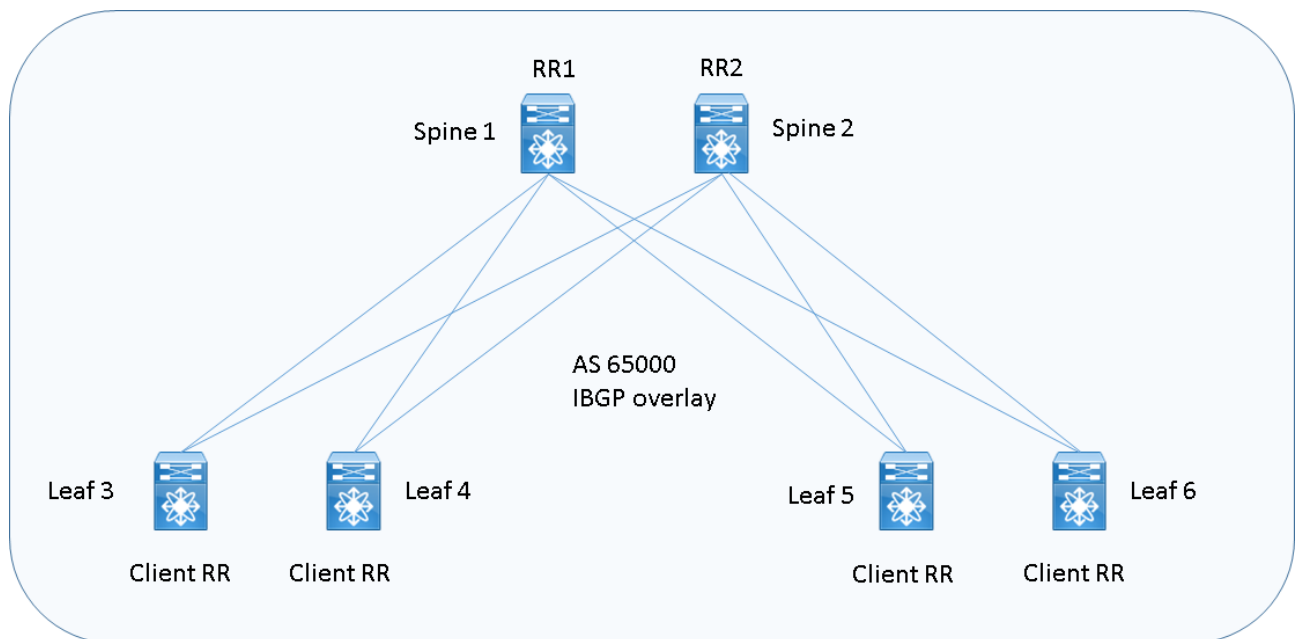 RR1
RR2
Spine 1
Spine 2
AS 65000
IBGP overlay
Leaf 3
Leaf 4
Leaf 5
Leaf 6
Client RR
Client RR
Client RR
Client RR